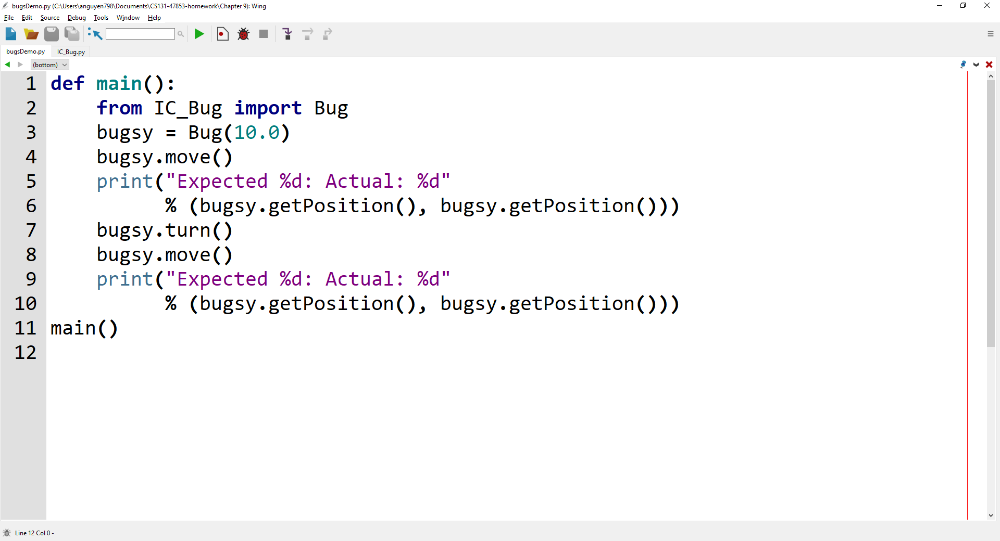 bugsDemo.py (C:\Users\anguyen798\Documents\CS131-47853-homework\Chapter 9): Wing
File Edit Source Debug Tools Window Help
bugsDemo.py IC_Bug.py
(bottom)
1 def main():
2     from IC_Bug import Bug
3     bugsy = Bug(10.0)
4     bugsy.move()
5     print("Expected %d: Actual: %d"
6           % (bugsy.getPosition(), bugsy.getPosition()))
7     bugsy.turn()
8     bugsy.move()
9     print("Expected %d: Actual: %d"
10           % (bugsy.getPosition(), bugsy.getPosition()))
11 main()
12
Line 12 Col 0 -